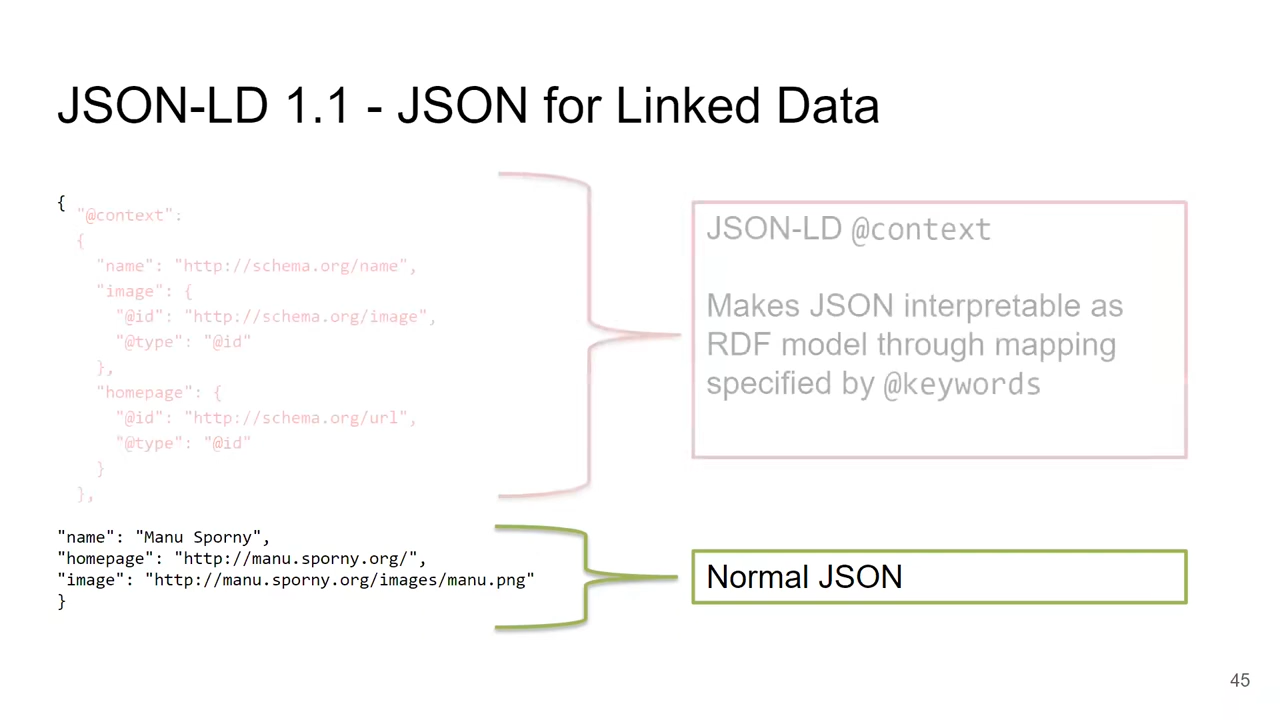 JSON-LD 1.1 - JSON for Linked Data
{
"@context":
{
"name": "http://schema.org/name",
"image": {
"@id": "http://schema.org/image",
"@type": "@id"
},
"homepage": {
"@id": "http://schema.org/url",
"@type": "@id"
}
},
"name": "Manu Sporny",
"homepage": "http://manu.sporny.org/",
"image": "http://manu.sporny.org/images/manu.png"
}
JSON-LD @context
Makes JSON interpretable as
RDF model through mapping
specified by @keywords
Normal JSON
45